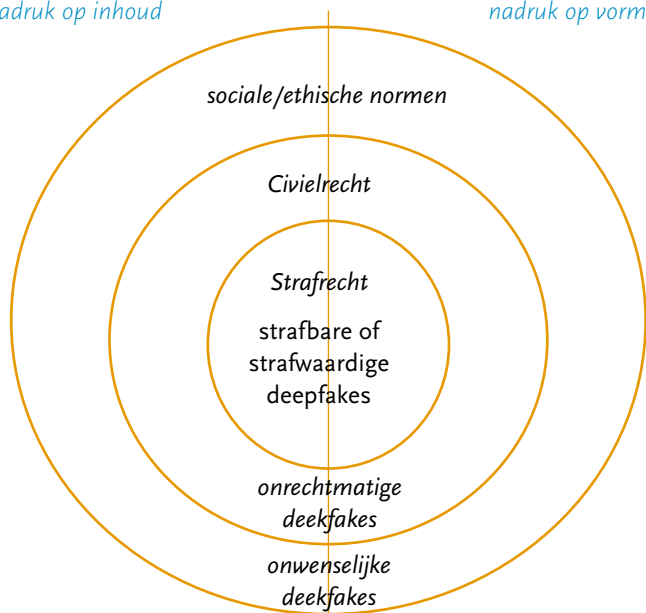 adruk op inhoud
nadruk op vorm
sociale/ethische normen
Civielrecht
Strafrecht
strafbare of
strafwaardige
deepfakes
onrechtmatige
deekfakes
onwenselijke
deekfakes